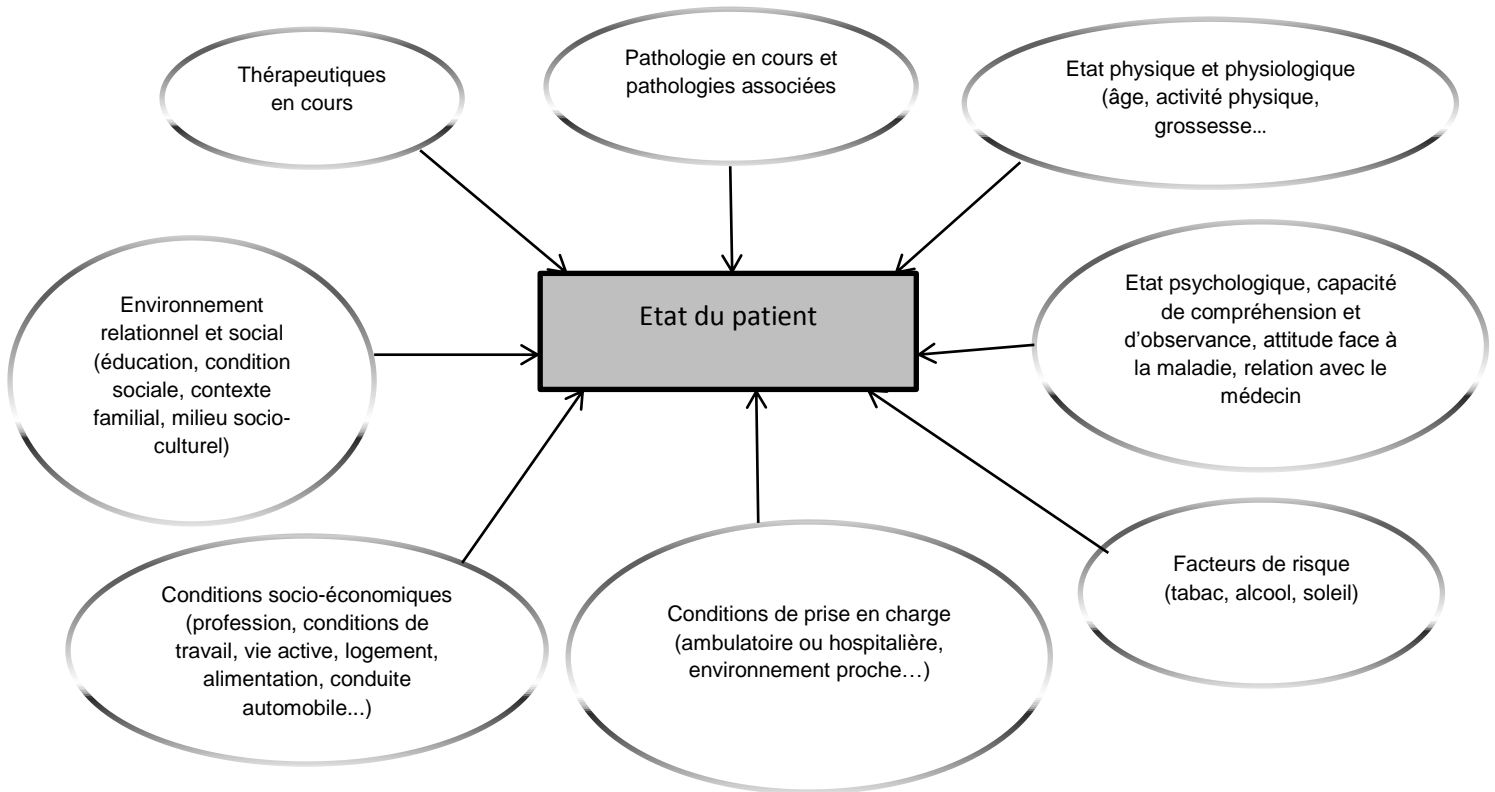 Thérapeutiques
en cours
Pathologie en cours et
pathologies associées
Etat physique et physiologique
(âge, activité physique,
grossesse...
Environnement
relationnel et social
(éducation, condition
sociale, contexte
familial, milieu socio-
culturel)
Etat du patient
Etat psychologique, capacité
de compréhension et
d’observance, attitude face à
la maladie, relation avec le
médecin
Conditions socio-économiques
(profession, conditions de
travail, vie active, logement,
alimentation, conduite
automobile...)
Conditions de prise en charge
(ambulatoire ou hospitalière,
environnement proche…)
Facteurs de risque
(tabac, alcool, soleil)